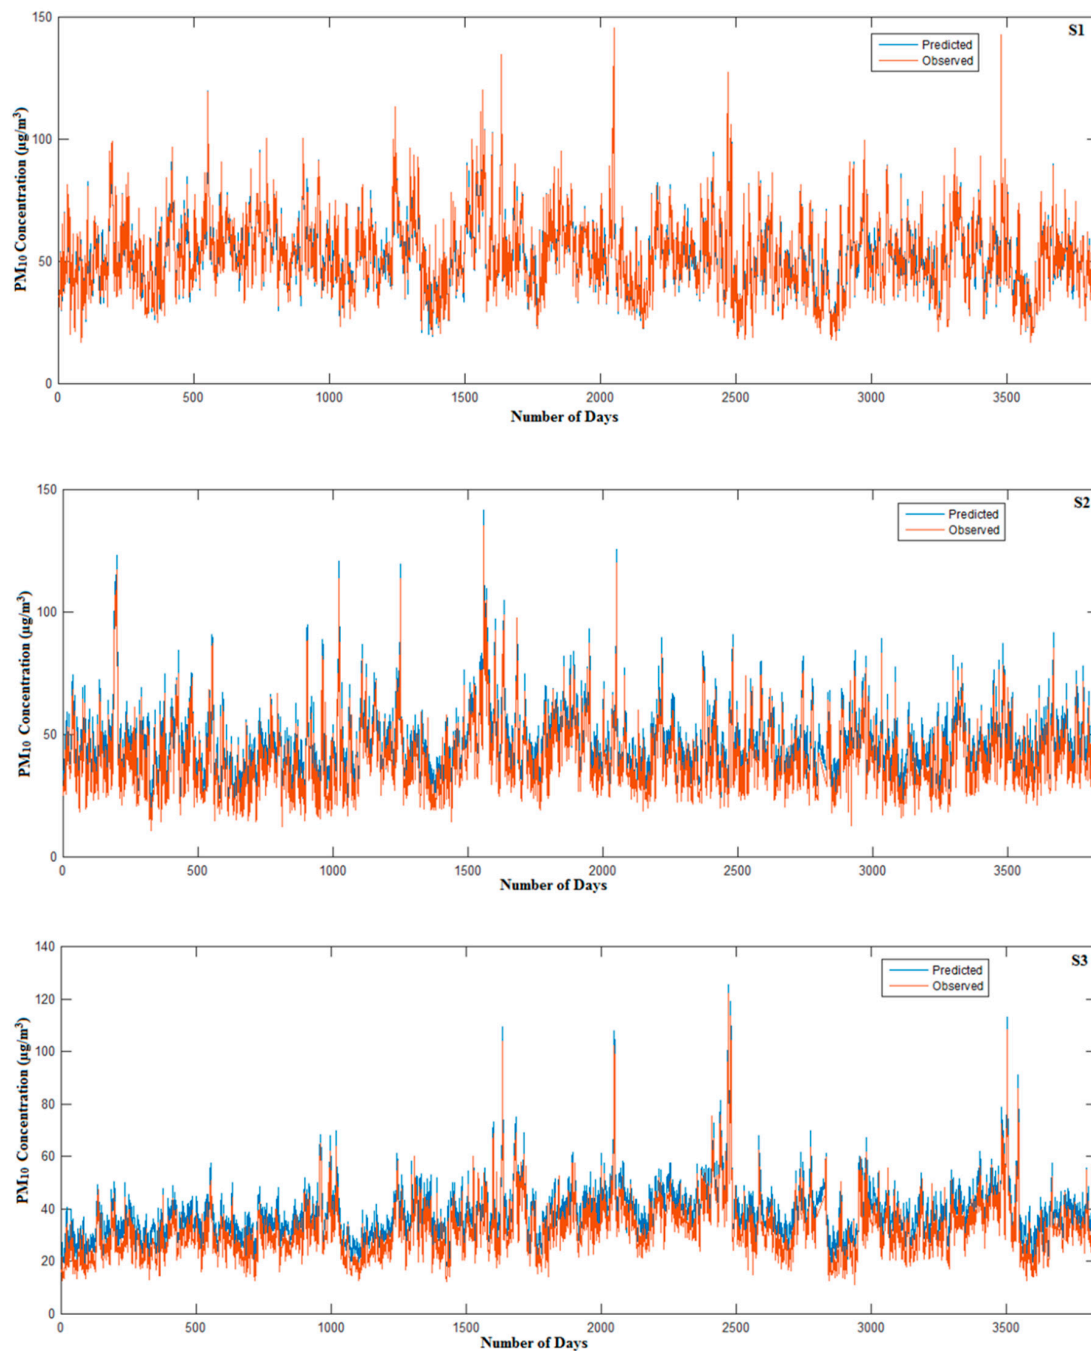 S1
150
Predicted
Observed
100
PM10 Concentration (µg/m³)
50
0
0 500 1000 1500 2000 2500 3000 3500
Number of Days
S2
150
Predicted
Observed
100
PM10 Concentration (µg/m³)
50
0
0 500 1000 1500 2000 2500 3000 3500
Number of Days
S3
140
Predicted
Observed
120
100
80
PM10 Concentration (µg/m³)
60
40
20
0
0 500 1000 1500 2000 2500 3000 3500
Number of Days